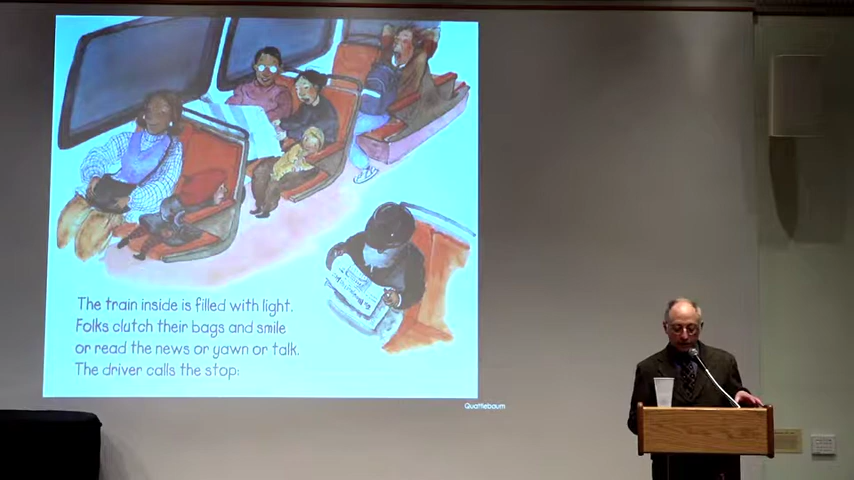 The train inside is filled with light.
Folks clutch their bags and smile
or read the news or yawn or talk.
The driver calls the stop:
Quattlebaum